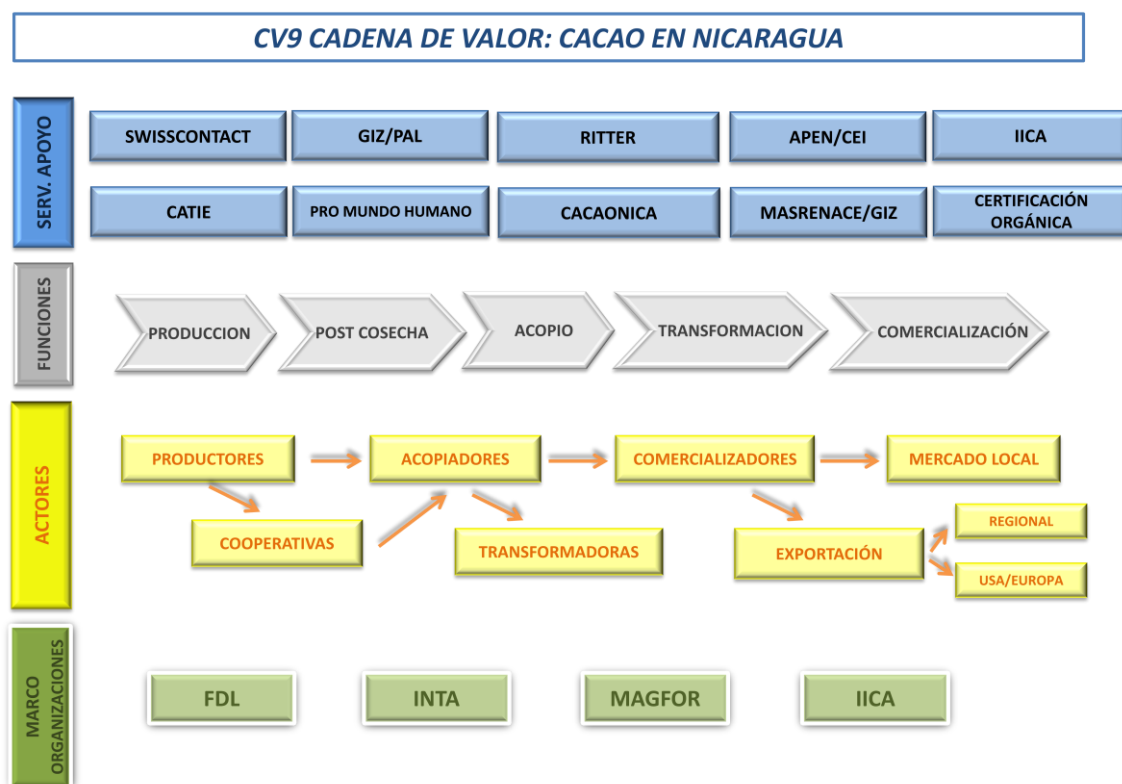 CV9 CADENA DE VALOR: CACAO EN NICARAGUA
SERV. APOYO
SWISSCONTACT
GIZ/PAL
RITTER
APEN/CEI
IICA
CATIE
PRO MUNDO HUMANO
CACAONICA
MASRENACE/GIZ
CERTIFICACIÓN
ORGÁNICA
FUNCIONES
PRODUCCION
POST COSECHA
ACOPIO
TRANSFORMACION
COMERCIALIZACIÓN
ACTORES
PRODUCTORES
ACOPIADORES
COMERCIALIZADORES
MERCADO LOCAL
COOPERATIVAS
TRANSFORMADORAS
EXPORTACIÓN
REGIONAL
USA/EUROPA
MARCO
ORGANIZACIONES
FDL
INTA
MAGFOR
IICA